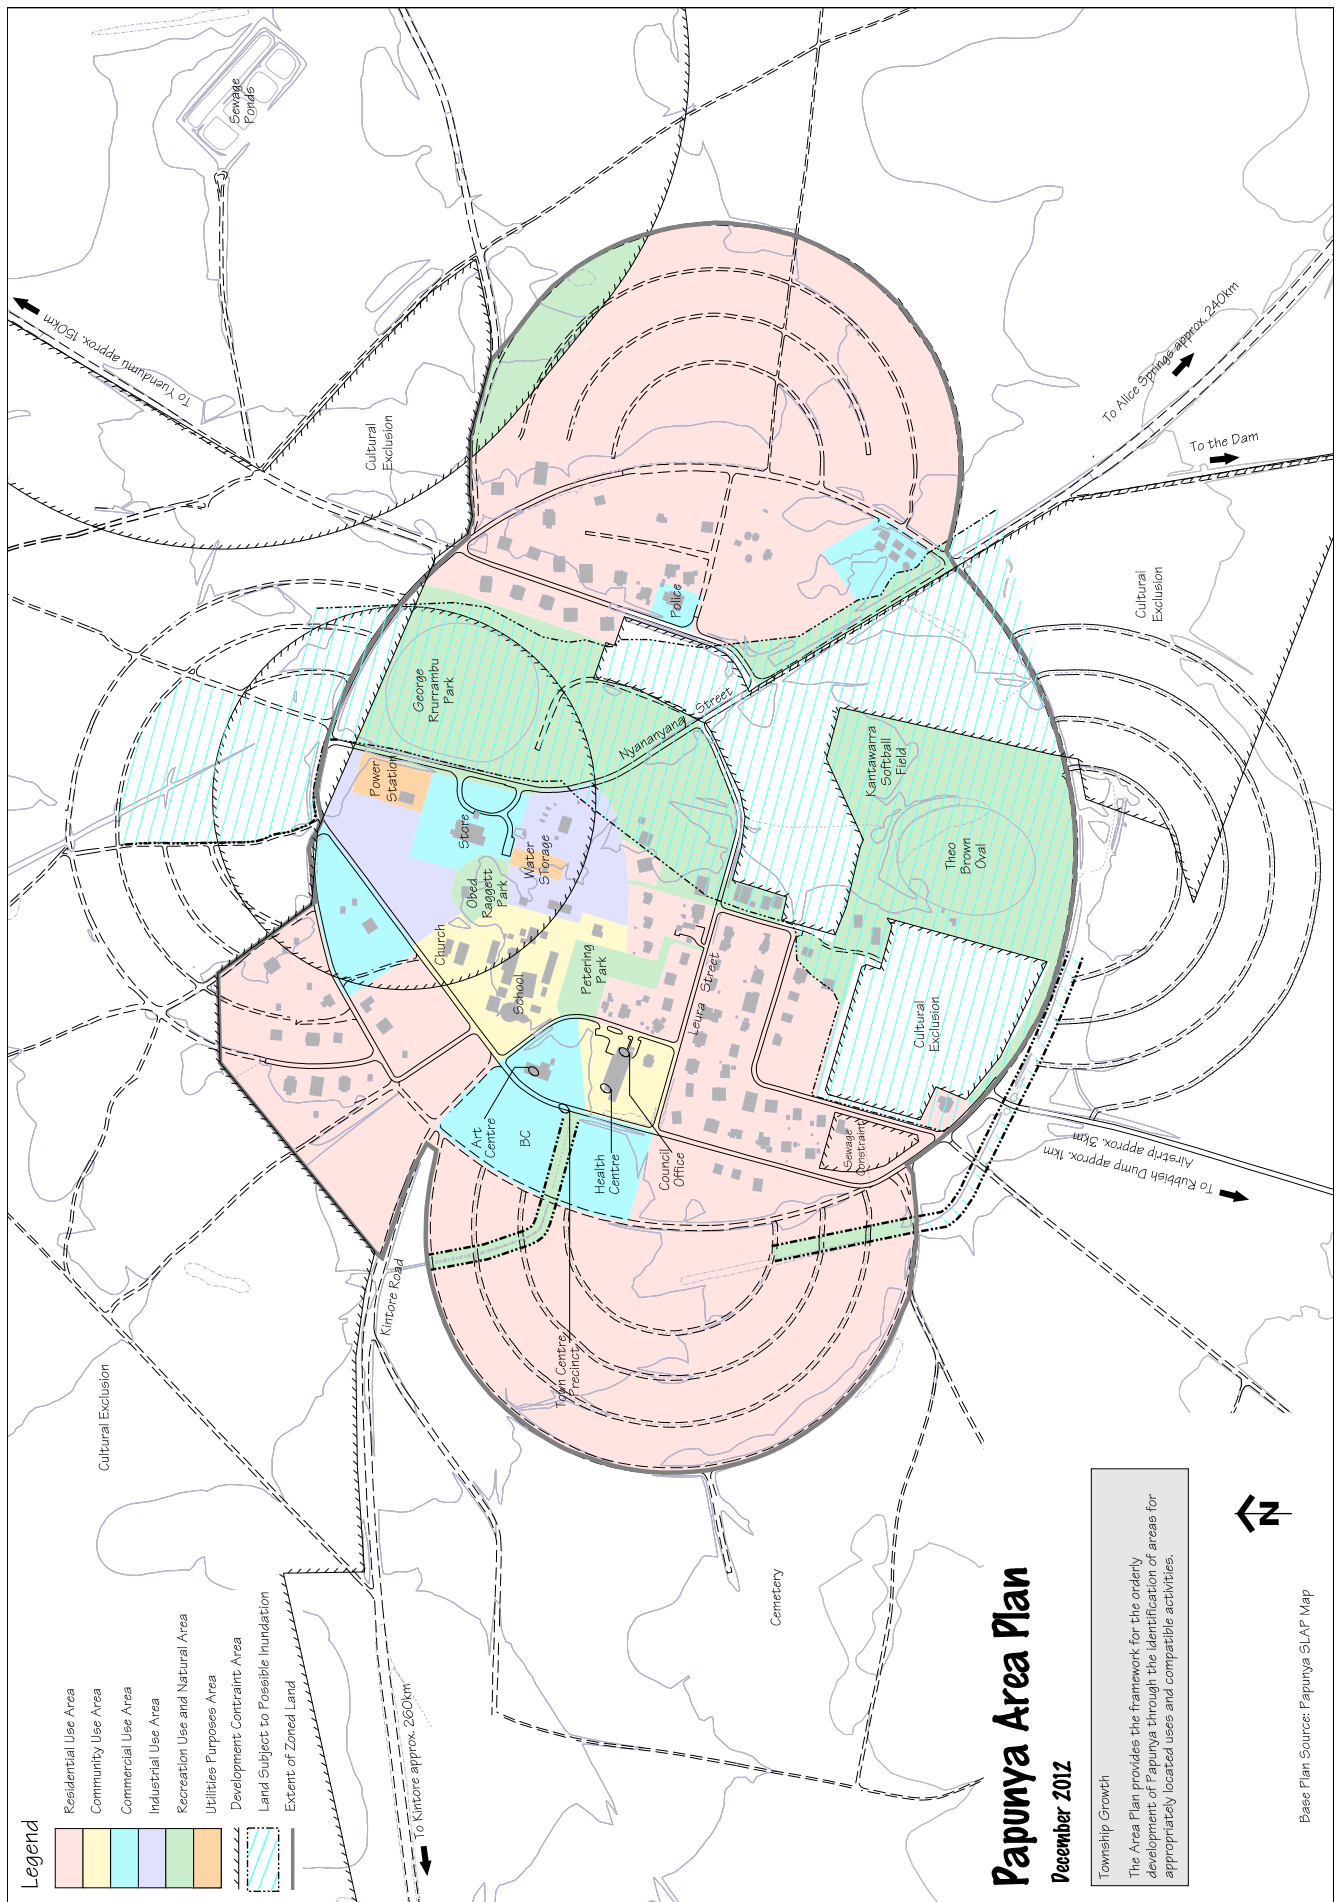 Papunya Area Plan
December 2012
Township Growth
The Area Plan provides the framework for the orderly
development of Papunya through the identification of areas for
appropriately located uses and compatible activities.
Base Plan Source: Papunya SLAP Map
N
Legend
Residential Use Area
Community Use Area
Commercial Use Area
Industrial Use Area
Recreation Use and Natural Area
Utilities Purposes Area
Development Contraint Area
Land Subject to Possible Inundation
Extent of Zoned Land
To Kintore approx. 260km
Cultural Exclusion
Kintore Road
Cemetery
Town Centre
Precinct
Art
Centre
BC
Health
Centre
Council
Office
Sewage
Constraint
To Rubbish Dump approx. 1km
Airstrip approx. 3km
Church
School
Petering
Park
Leura Street
Cultural
Exclusion
Obed
Raggett
Park
Water
Storage
Store
Power
Station
Theo
Brown
Oval
Kantawarra
Softball
Field
George
Rrurrambu
Park
Nyananyana Street
Police
Cultural
Exclusion
Cultural
Exclusion
To the Dam
To Alice Springs approx. 240km
To Yuendumu approx. 150km
Sewage
Ponds